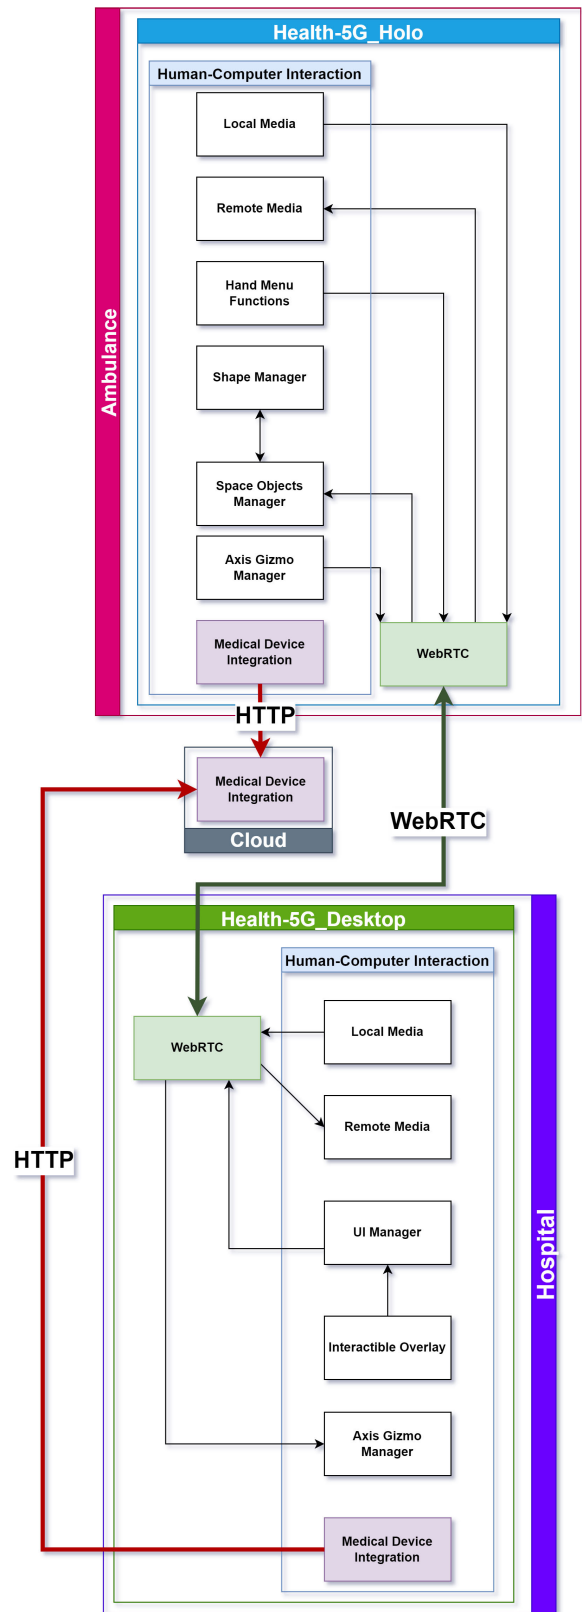 Health-5G_Holo
Human-Computer Interaction
Local Media
Remote Media
Hand Menu
Functions
Ambulance
Shape Manager
Space Objects
Manager
Axis Gizmo
Manager
Medical Device
Integration
WebRTC
HTTP
Medical Device
Integration
Cloud
WebRTC
Health-5G_Desktop
Human-Computer Interaction
Local Media
WebRTC
Remote Media
HTTP
UI Manager
Hospital
Interactible Overlay
Axis Gizmo
Manager
Medical Device
Integration